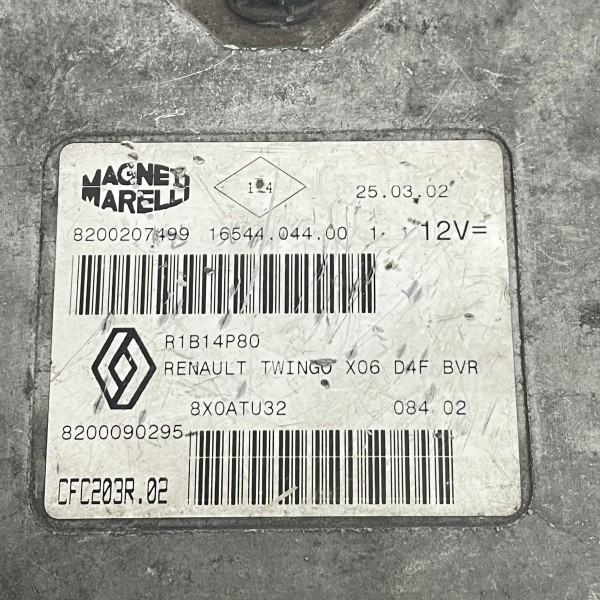 MAGNETI
MARELLI
25.03.02
8200207499 16544.044.00 1 12V=
R1B14P80
RENAULT TWINGO X06 D4F BVR
8X0ATU32 084 02
8200090295
CFC203R.02